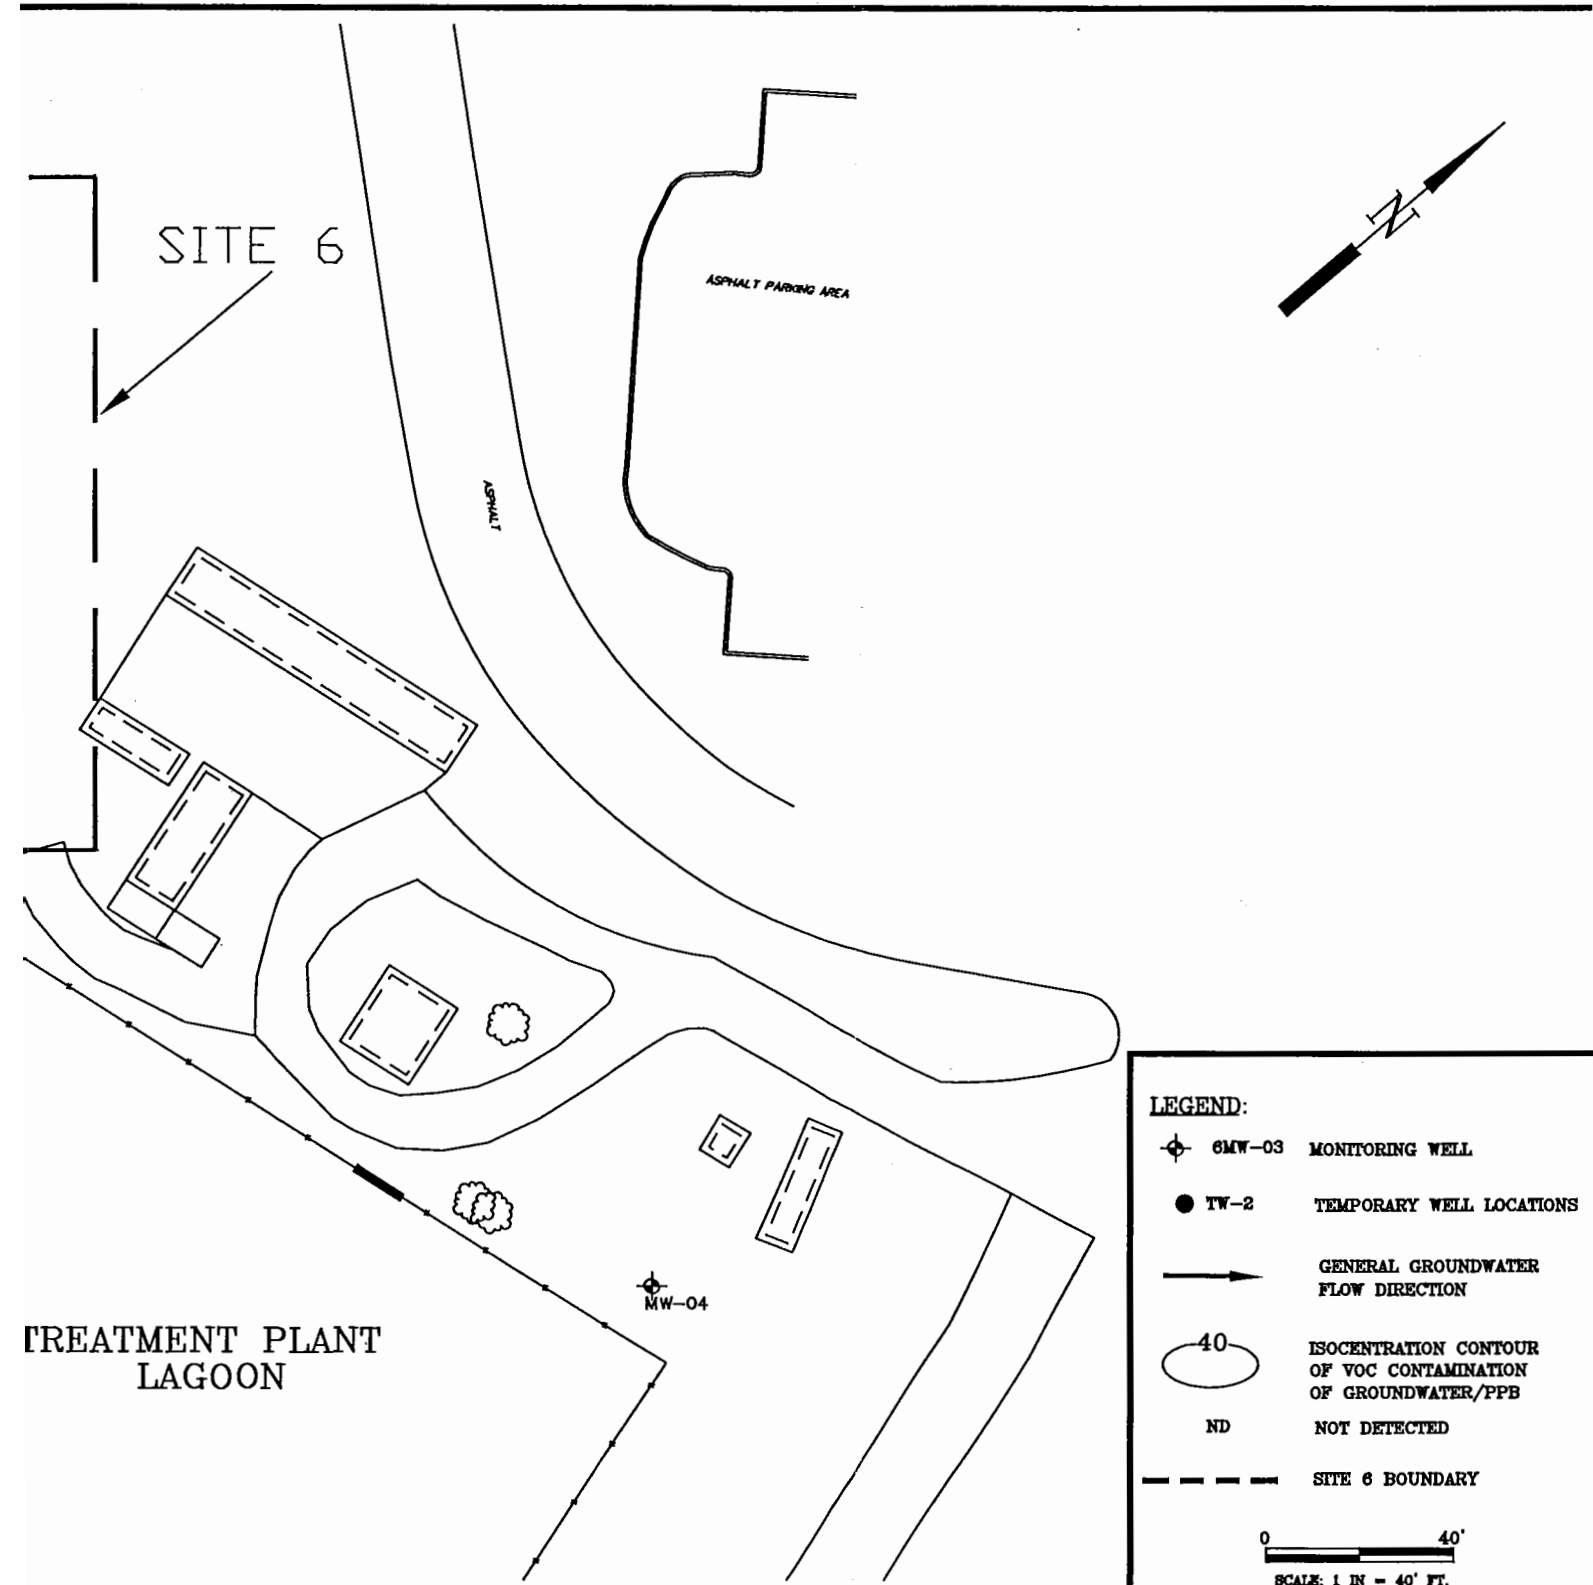 SITE 6
N
ASPHALT PARKING AREA
ASPHALT
MW-04
TREATMENT PLANT
LAGOON
LEGEND:
6MW-03 MONITORING WELL
TW-2 TEMPORARY WELL LOCATIONS
GENERAL GROUNDWATER
FLOW DIRECTION
40 ISOCENTRATION CONTOUR
OF VOC CONTAMINATION
OF GROUNDWATER/PPB
ND NOT DETECTED
SITE 6 BOUNDARY
0 40'
SCALE: 1 IN = 40' FT.